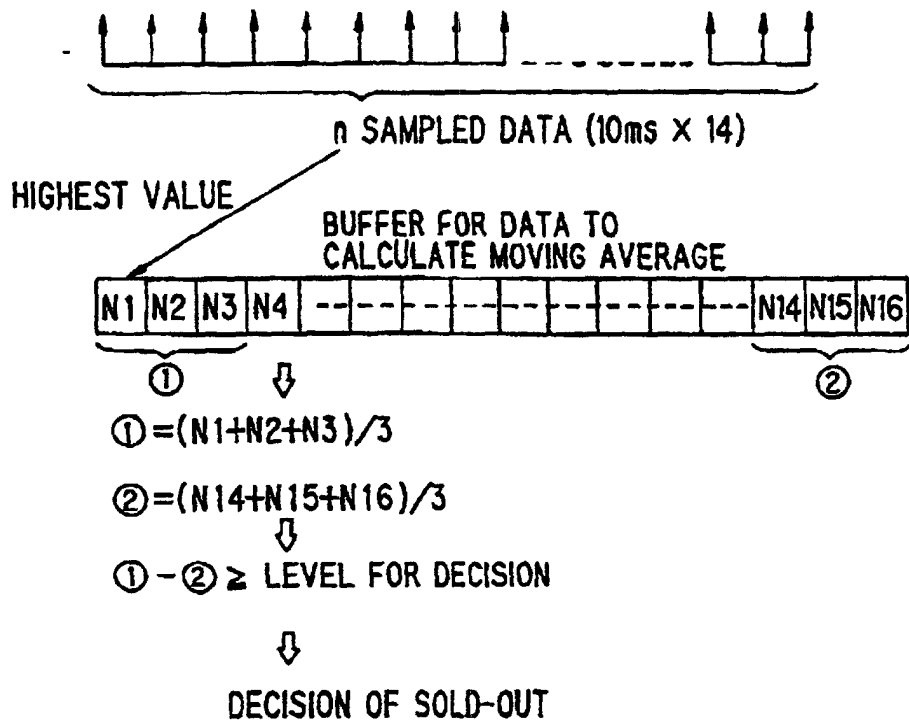 n SAMPLED DATA (10ms × 14)
HIGHEST VALUE
BUFFER FOR DATA TO
CALCULATE MOVING AVERAGE
N1 N2 N3 N4 N14 N15 N16
① ②
①=(N1+N2+N3)/3
②=(N14+N15+N16)/3
①-② ≧ LEVEL FOR DECISION
DECISION OF SOLD-OUT